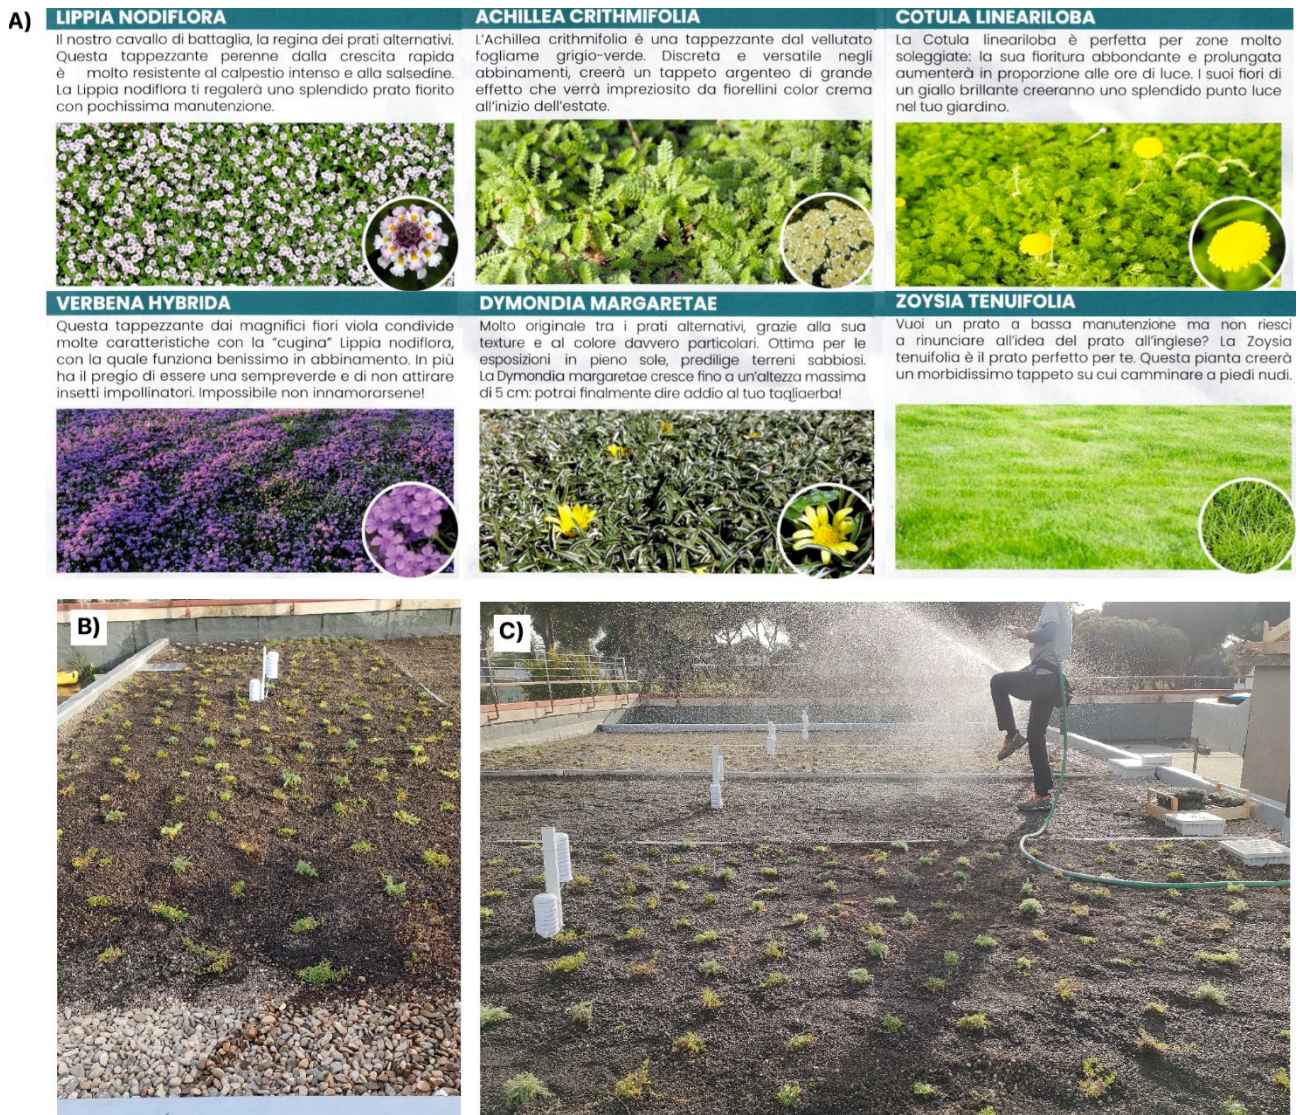 A)
LIPPIA NODIFLORA
Il nostro cavallo di battaglia, la regina dei prati alternativi.
Questa tappezzante perenne dalla crescita rapida
è molto resistente al calpestio intenso e alla salsedine.
La Lippia nodiflora ti regalerà uno splendido prato fiorito
con pochissima manutenzione.
ACHILLEA CRITHMIFOLIA
L'Achillea crithmifolia è una tappezzante dal vellutato
fogliame grigio-verde. Discreta e versatile negli
abbinamenti, creerà un tappeto argenteo di grande
effetto che verrà impreziosito da fiorellini color crema
all'inizio dell'estate.
COTULA LINEARILOBA
La Cotula lineariloba è perfetta per zone molto
soleggiate: la sua fioritura abbondante e prolungata
aumenterà in proporzione alle ore di luce. I suoi fiori di
un giallo brillante creeranno uno splendido punto luce
nel tuo giardino.
VERBENA HYBRIDA
Questa tappezzante dai magnifici fiori viola condivide
molte caratteristiche con la "cugina" Lippia nodiflora,
con la quale funziona benissimo in abbinamento. In più
ha il pregio di essere una sempreverde e di non attirare
insetti impollinatori. Impossibile non innamorarsene!
DYMONDIA MARGARETAE
Molto originale tra i prati alternativi, grazie alla sua
texture e al colore davvero particolari. Ottima per le
esposizioni in pieno sole, predilige terreni sabbiosi.
La Dymondia margaretae cresce fino a un'altezza massima
di 5 cm: potrai finalmente dire addio al tuo tagliaerba!
ZOYSIA TENUIFOLIA
Vuoi un prato a bassa manutenzione ma non riesci
a rinunciare all'idea del prato all'inglese? La Zoysia
tenuifolia è il prato perfetto per te. Questa pianta creerà
un morbidissimo tappeto su cui camminare a piedi nudi.
B)
C)